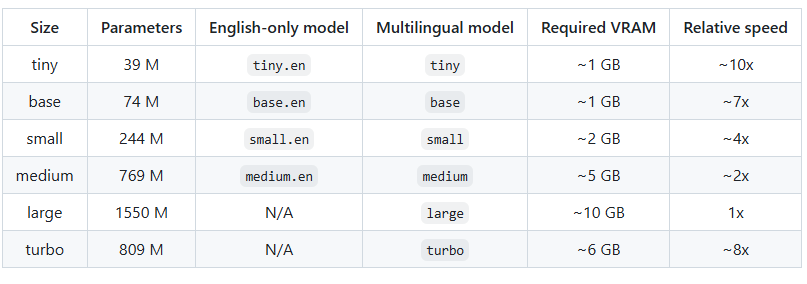 Size Parameters English-only model Multilingual model Required VRAM Relative speed
tiny 39 M tiny.en tiny ~1 GB ~10x
base 74 M base.en base ~1 GB ~7x
small 244 M small.en small ~2 GB ~4x
medium 769 M medium.en medium ~5 GB ~2x
large 1550 M N/A large ~10 GB 1x
turbo 809 M N/A turbo ~6 GB ~8x